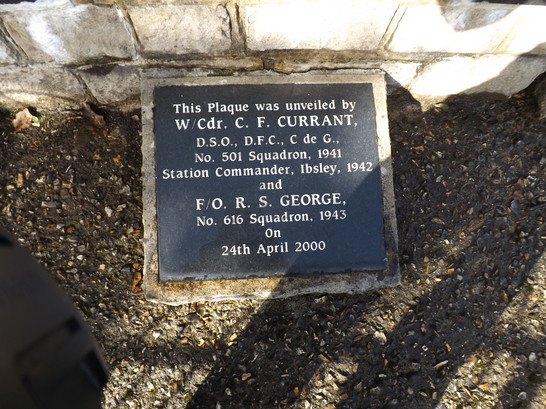 This Plaque was unveiled by
W/Cdr. C. F. CURRANT,
D.S.O., D.F.C., C de G.,
No. 501 Squadron, 1941
Station Commander, Ibsley, 1942
and
F/O. R. S. GEORGE,
No. 616 Squadron, 1943
On
24th April 2000